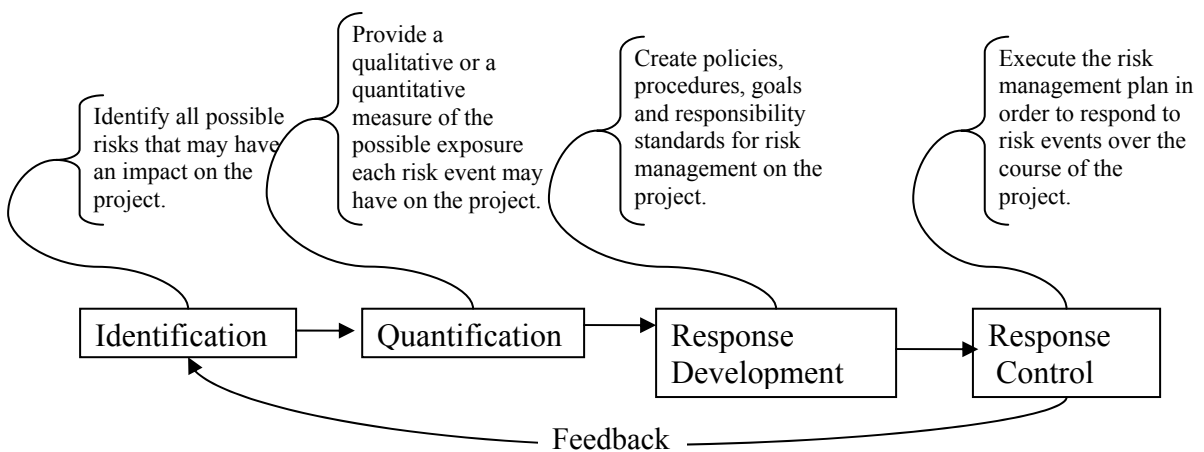 Identify all possible
risks that may have
an impact on the
project.
Provide a
qualitative or a
quantitative
measure of the
possible exposure
each risk event may
have on the project.
Create policies,
procedures, goals
and responsibility
standards for risk
management on the
project.
Execute the risk
management plan in
order to respond to
risk events over the
course of the
project.
Identification
Quantification
Response
Development
Response
Control
Feedback